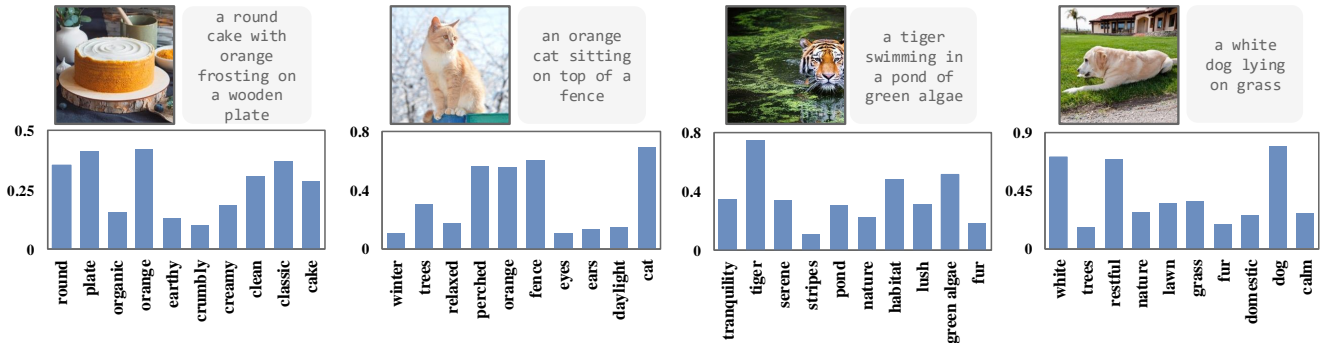 a round
cake with
orange
frosting on
a wooden
plate
0.5
0.25
0
round
plate
organic
orange
earthy
crumbly
creamy
clean
classic
cake
an orange
cat sitting
on top of a
fence
0.8
0.4
0
winter
trees
relaxed
perched
orange
fence
eyes
ears
daylight
cat
a tiger
swimming in
a pond of
green algae
0.8
0.4
0
tranquility
tiger
serene
stripes
pond
nature
habitat
lush
green algae
fur
a white
dog lying
on grass
0.9
0.45
0
white
trees
restful
nature
lawn
grass
fur
domestic
dog
calm